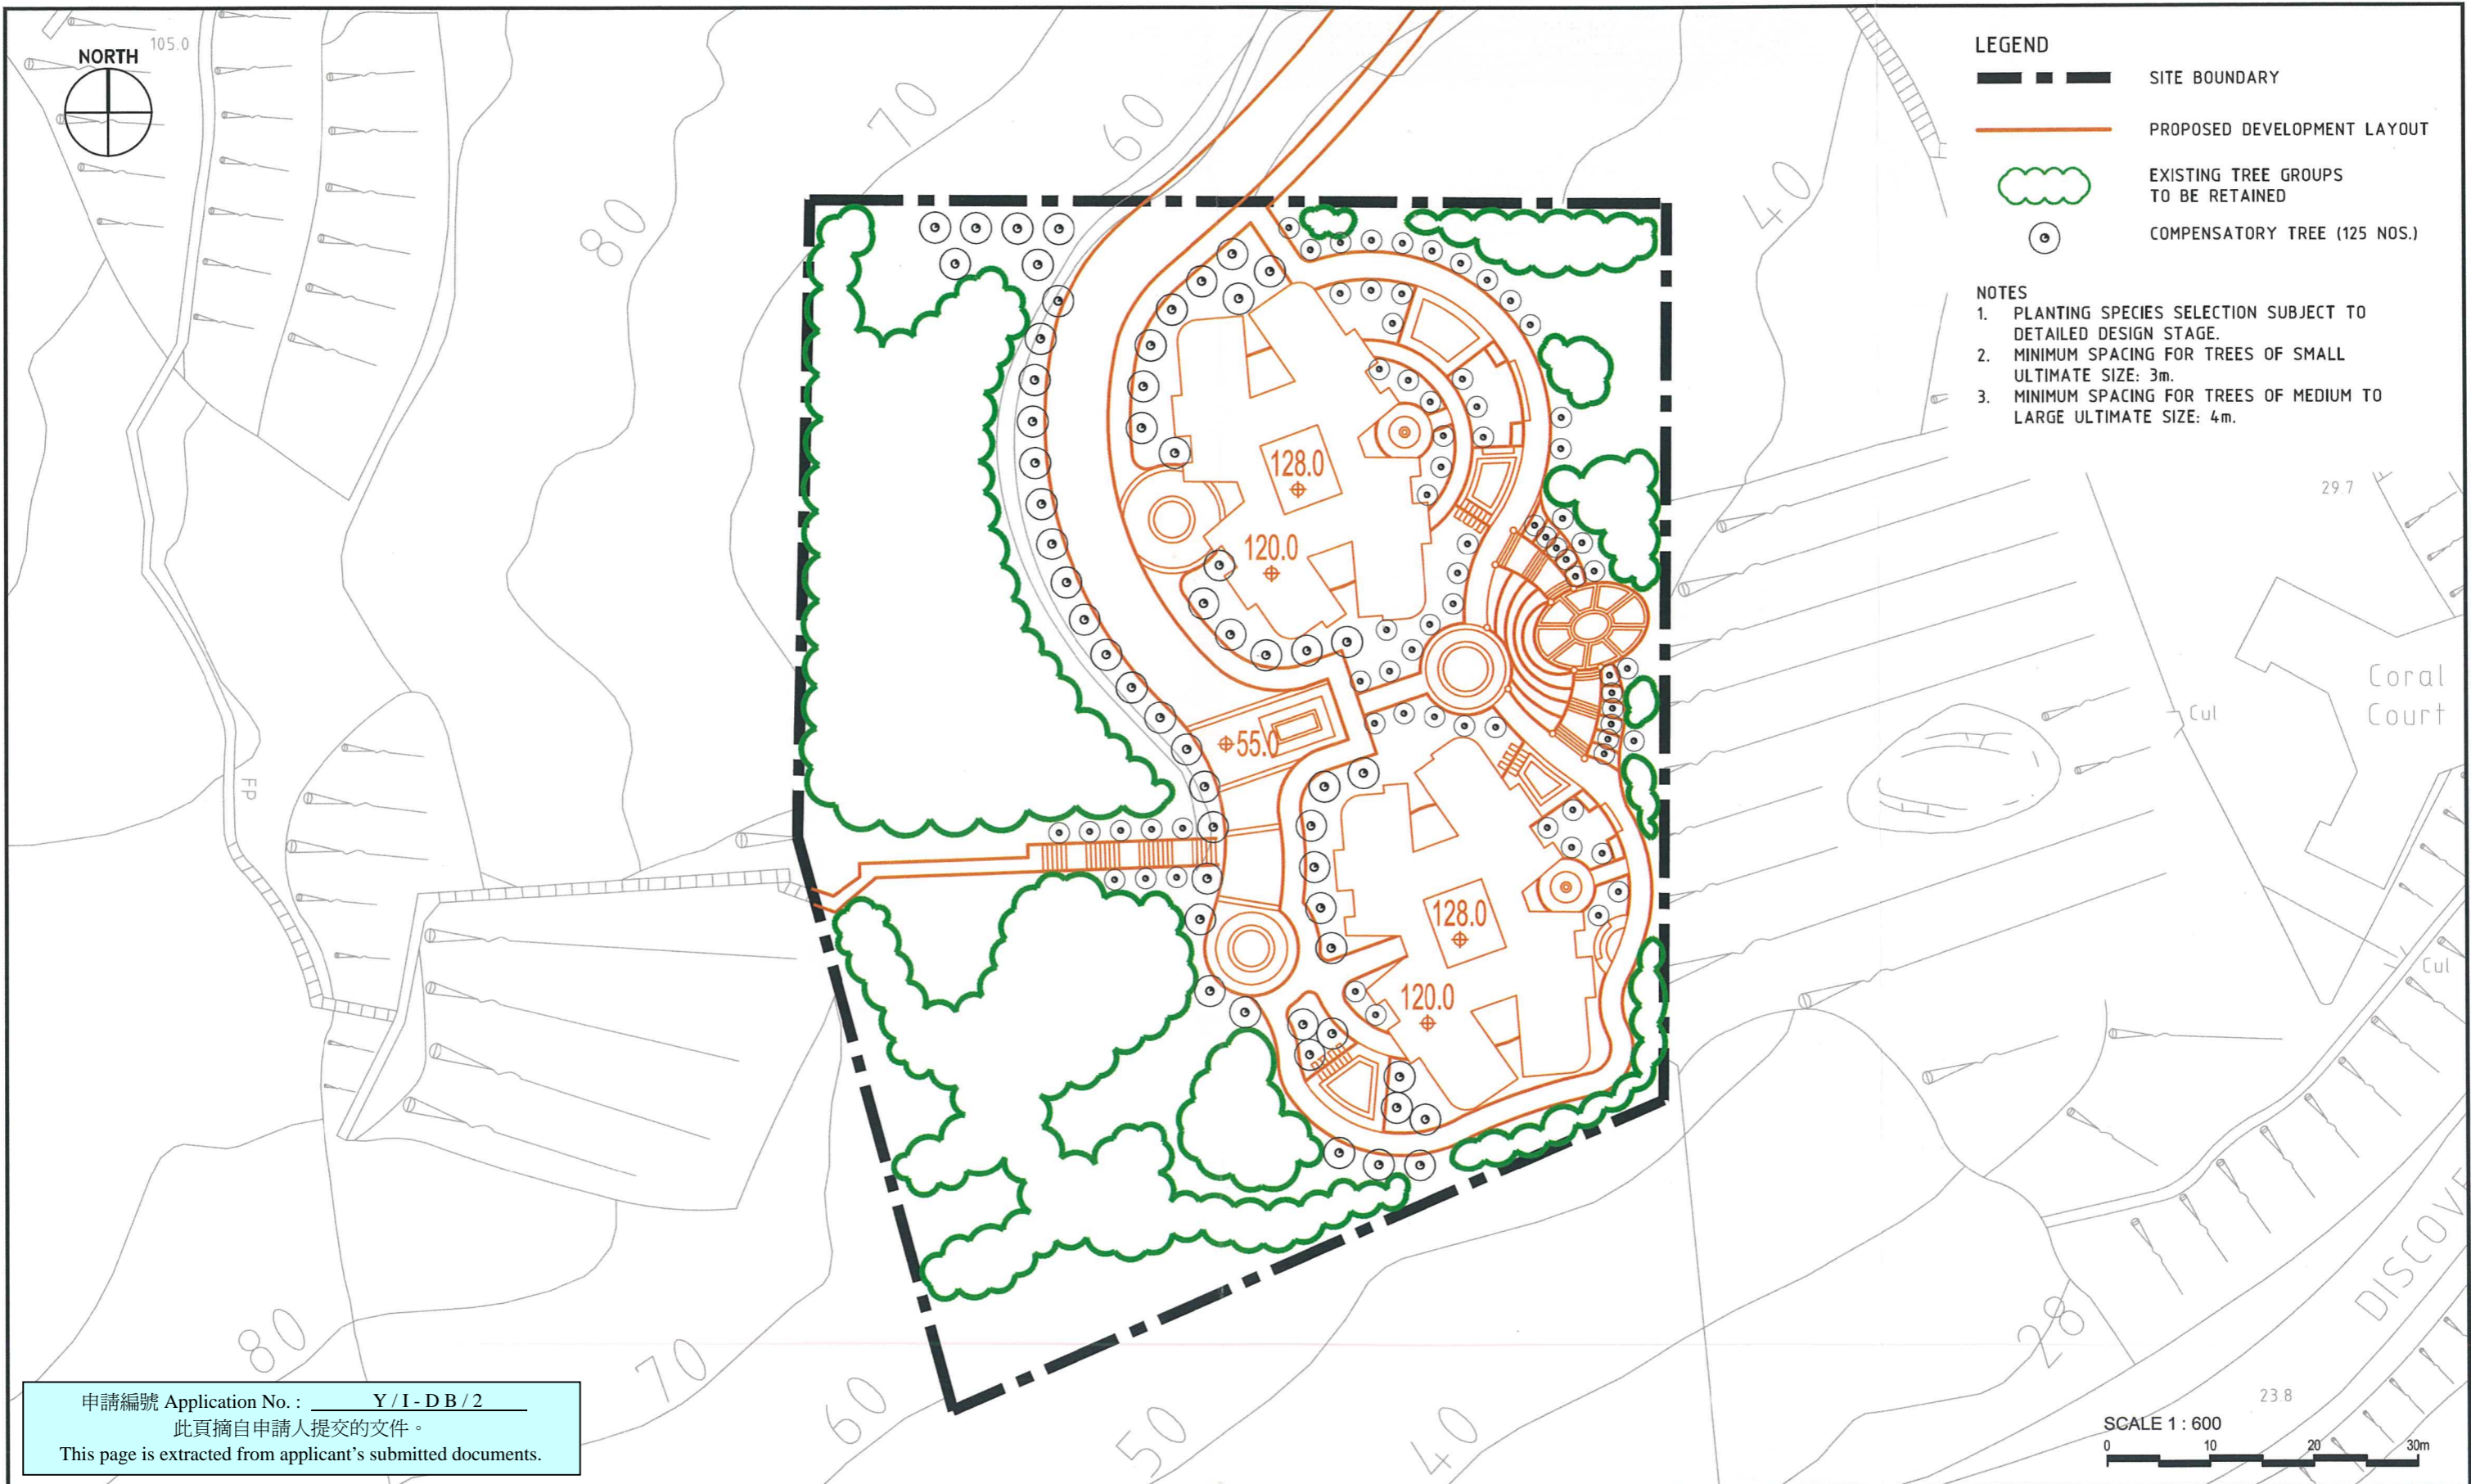 NORTH
105.0
70
60
80
40
LEGEND
SITE BOUNDARY
PROPOSED DEVELOPMENT LAYOUT
EXISTING TREE GROUPS
TO BE RETAINED
COMPENSATORY TREE (125 NOS.)
NOTES
1. PLANTING SPECIES SELECTION SUBJECT TO
DETAILED DESIGN STAGE.
2. MINIMUM SPACING FOR TREES OF SMALL
ULTIMATE SIZE: 3m.
3. MINIMUM SPACING FOR TREES OF MEDIUM TO
LARGE ULTIMATE SIZE: 4m.
128.0
120.0
55.0
128.0
120.0
29.7
Coral
Court
Cul
Cul
FP
DISCOVE
28
23.8
80
70
60
50
40
SCALE 1 : 600
0 10 20 30m
申請編號 Application No. : Y / I - D B / 2
此頁摘自申請人提交的文件。
This page is extracted from applicant's submitted documents.